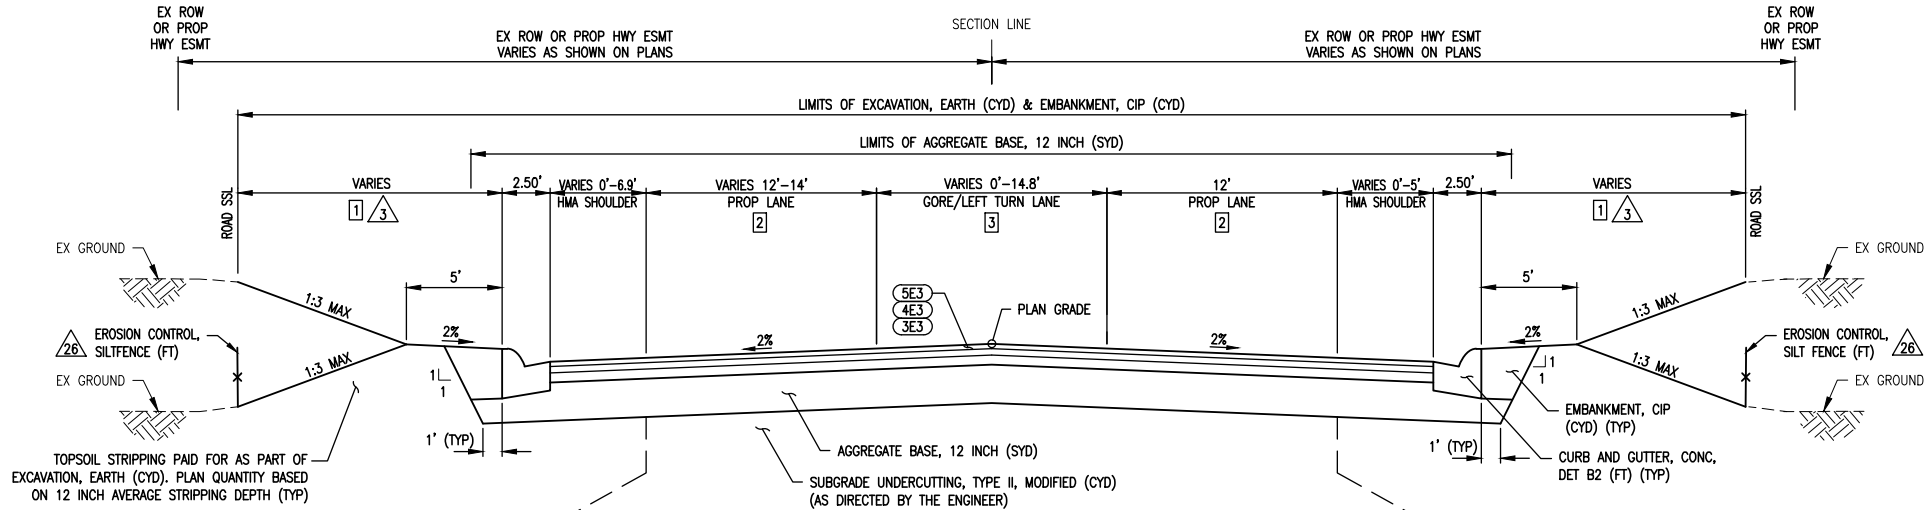 EX ROW
OR PROP
HWY ESMT
EX ROW OR PROP HWY ESMT
VARIES AS SHOWN ON PLANS
SECTION LINE
EX ROW OR PROP HWY ESMT
VARIES AS SHOWN ON PLANS
EX ROW
OR PROP
HWY ESMT
LIMITS OF EXCAVATION, EARTH (CYD) & EMBANKMENT, CIP (CYD)
LIMITS OF AGGREGATE BASE, 12 INCH (SYD)
ROAD SSL
VARIES
1 3
2.50'
VARIES 0'-6.9'
HMA SHOULDER
VARIES 12'-14'
PROP LANE
2
VARIES 0'-14.8'
GORE/LEFT TURN LANE
3
12'
PROP LANE
2
VARIES 0'-5'
HMA SHOULDER
2.50'
VARIES
1 3
ROAD SSL
EX GROUND
EX GROUND
5'
5'
1:3 MAX
1:3 MAX
5E3
4E3
3E3
PLAN GRADE
2%
2%
2%
2%
26
EROSION CONTROL,
SILTFENCE (FT)
EROSION CONTROL,
SILT FENCE (FT)
26
1:3 MAX
1:3 MAX
EX GROUND
EX GROUND
1
1
1
1
EMBANKMENT, CIP
(CYD) (TYP)
1' (TYP)
1' (TYP)
AGGREGATE BASE, 12 INCH (SYD)
CURB AND GUTTER, CONC,
DET B2 (FT) (TYP)
TOPSOIL STRIPPING PAID FOR AS PART OF
EXCAVATION, EARTH (CYD). PLAN QUANTITY BASED
ON 12 INCH AVERAGE STRIPPING DEPTH (TYP)
SUBGRADE UNDERCUTTING, TYPE II, MODIFIED (CYD)
(AS DIRECTED BY THE ENGINEER)